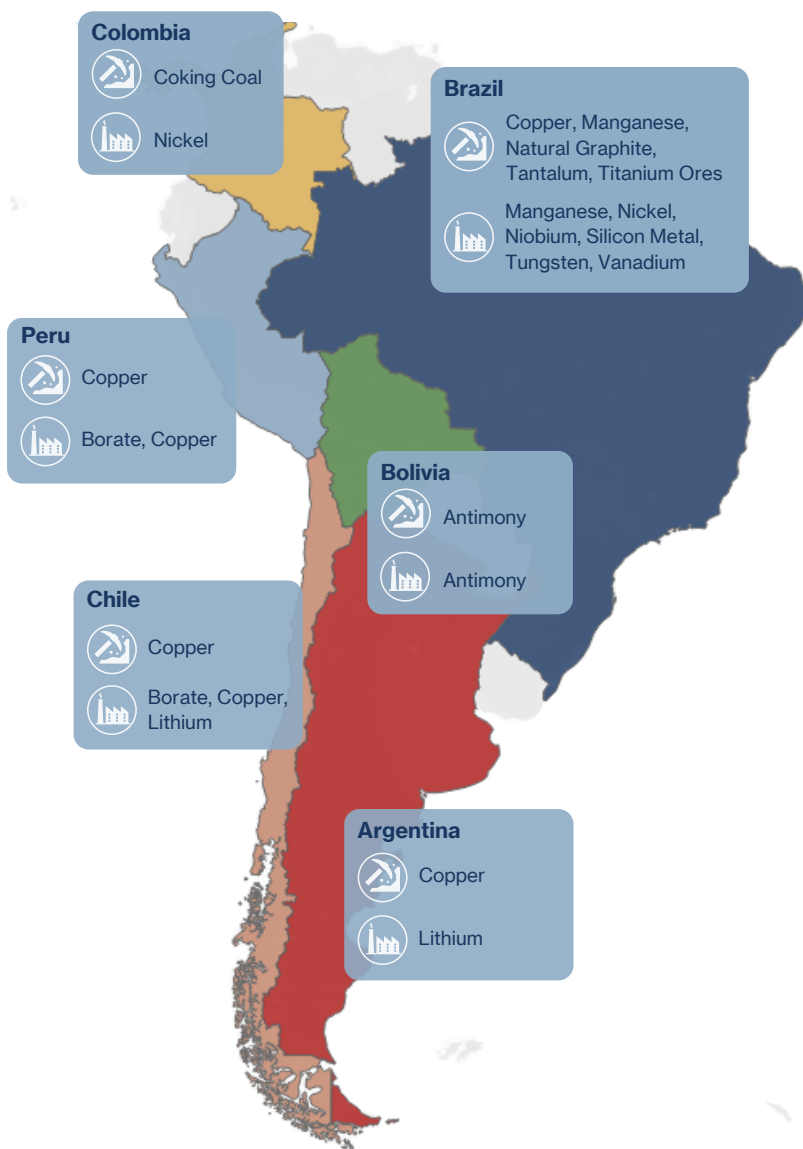 Colombia
Coking Coal
Nickel
Brazil
Copper, Manganese,
Natural Graphite,
Tantalum, Titanium Ores
Manganese, Nickel,
Niobium, Silicon Metal,
Tungsten, Vanadium
Peru
Copper
Borate, Copper
Bolivia
Antimony
Antimony
Chile
Copper
Borate, Copper,
Lithium
Argentina
Copper
Lithium